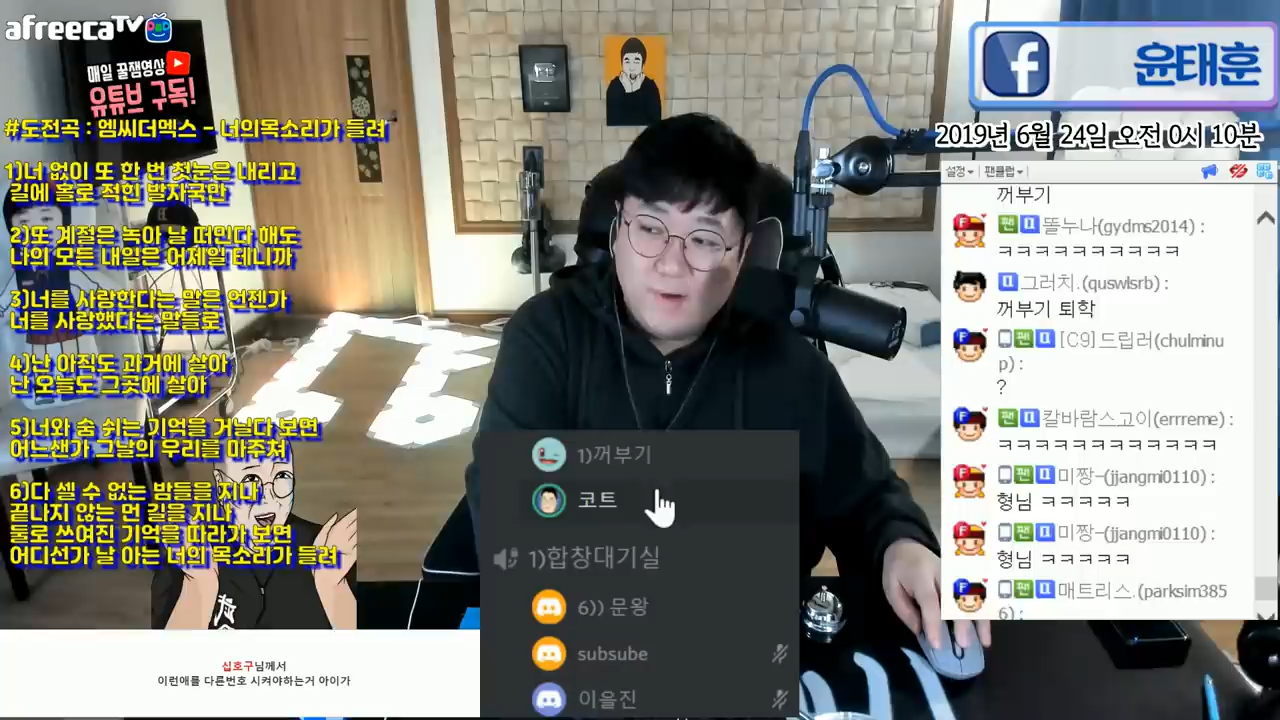 afreecaTV
매일 꿀잼영상
유튜브 구독!
#도전곡 : 엠씨더멕스 - 너의목소리가 들려
1)너 없이 또 한 번 첫눈은 내리고
길에 홀로 적힌 발자국만
2)또 계절은 녹아 날 떠민다 해도
나의 모든 내일은 어제일 테니까
3)너를 사랑한다는 말은 언젠가
너를 사랑했다는 말들로
4)난 아직도 과거에 살아
난 오늘도 그곳에 살아
5)너와 숨 쉬는 기억을 거닐다 보면
어느샌가 그날의 우리를 마주쳐
6)다 셀 수 없는 밤들을 지나
끝나지 않는 먼 길을 지나
둘로 쓰여진 기억을 따라가 보면
어디선가 날 아는 너의 목소리가 들려
십호구님께서
이런애를 다른번호 시켜야하는거 아이가
1)꺼부기
코트
1)합창대기실
6)) 문왕
subsube
이을진
윤태훈
2019년 6월 24일 오전 0시 10분
설정 팬클럽
꺼부기
팬 똘누나(gydms2014) :
ㅋㅋㅋㅋㅋㅋㅋㅋㅋㅋ
그러치.(quswlsrb) :
꺼부기 퇴학
팬 [C9]드립러(chulminu
p) :
?
팬 칼바람스고이(errreme) :
ㅋㅋㅋㅋㅋㅋㅋㅋㅋㅋㅋㅋ
팬 미짱-(jjangmi0110) :
형님 ㅋㅋㅋㅋㅋ
팬 미짱-(jjangmi0110) :
형님 ㅋㅋㅋㅋㅋ
팬 매트리스.(parksim385
6) :